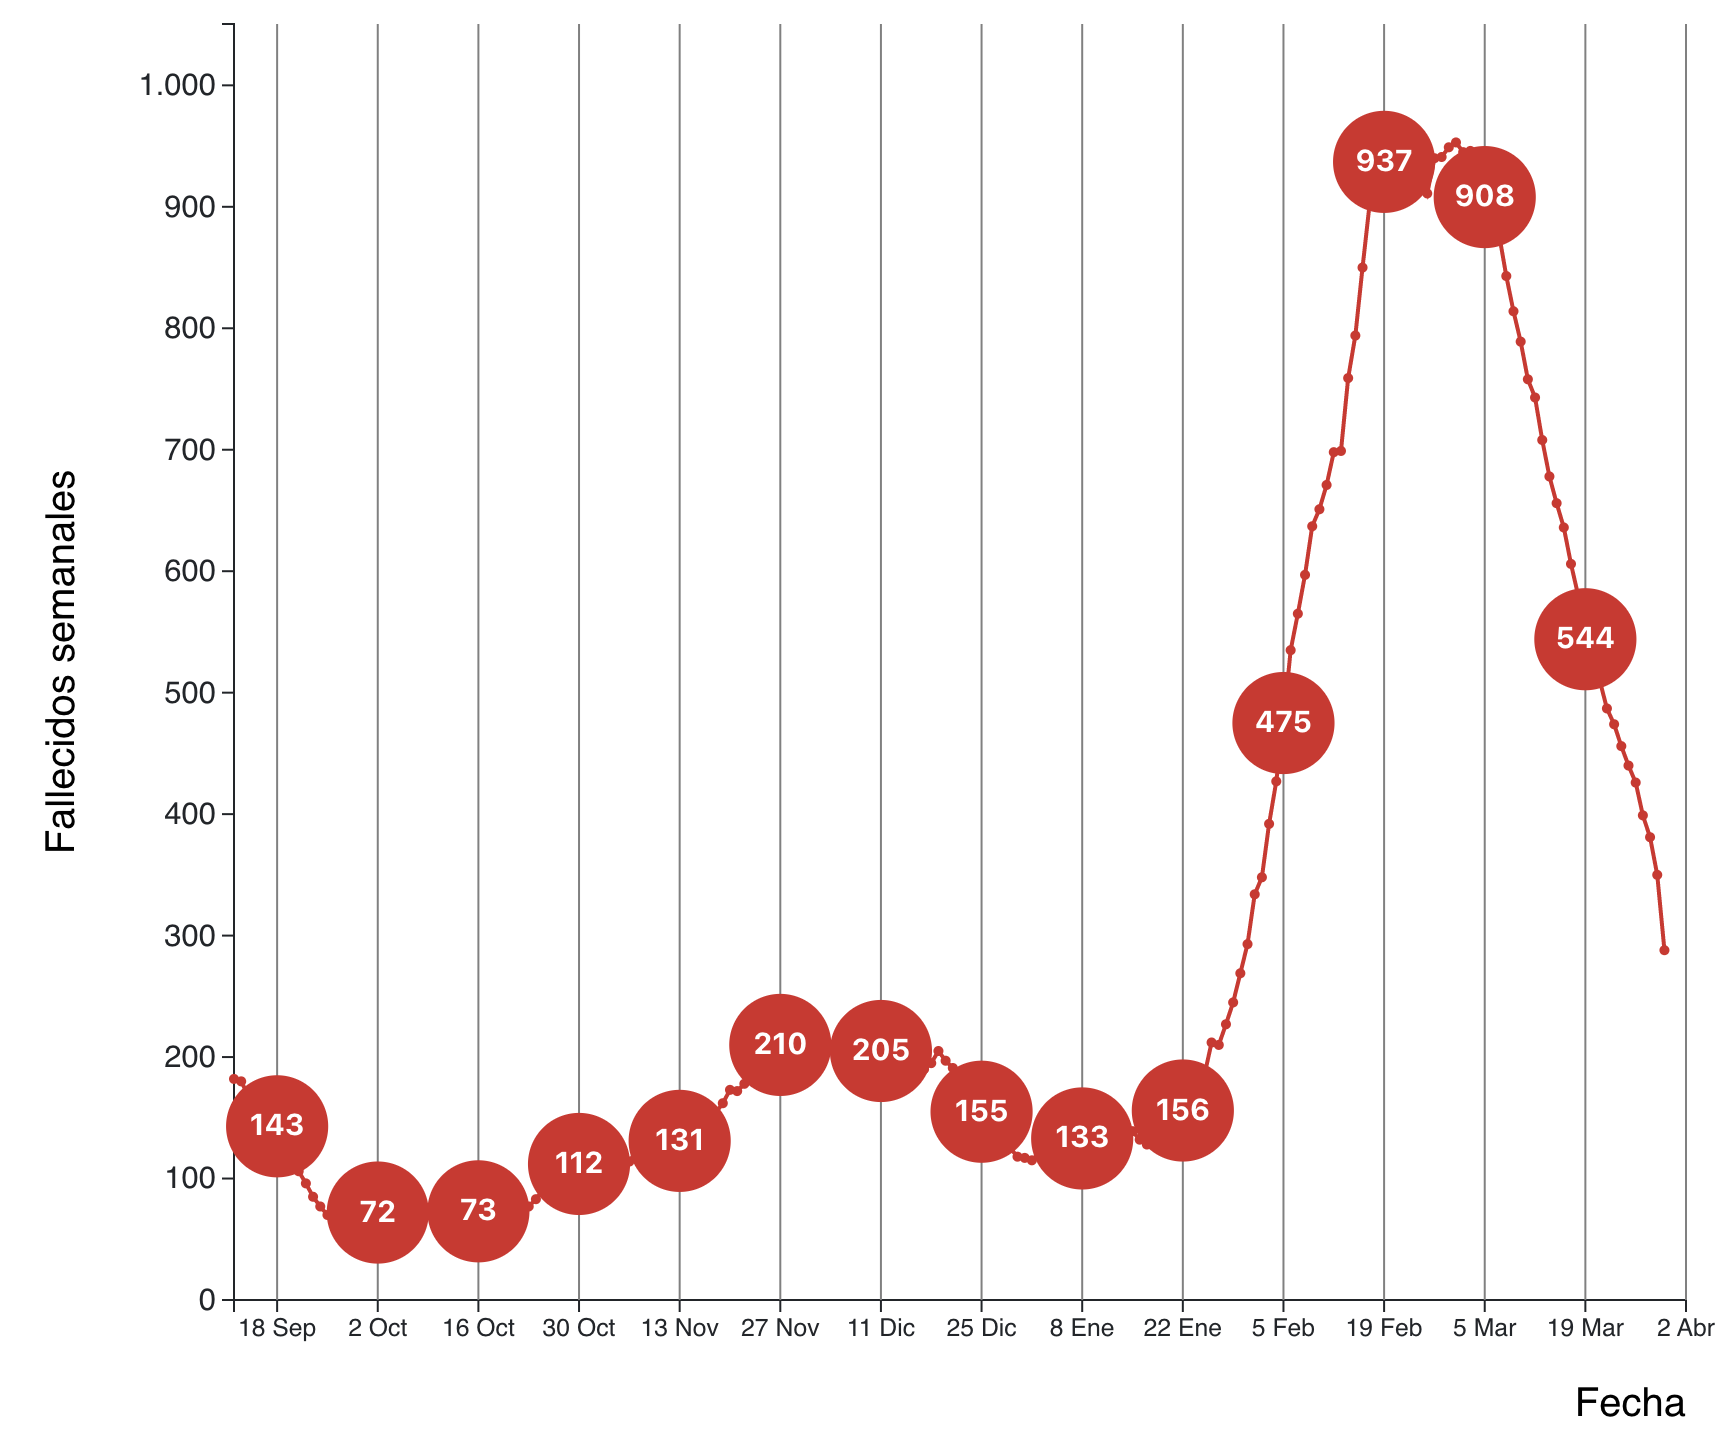 Fallecidos semanales
1.000
900
800
700
600
500
400
300
200
100
0
143
72
73
112
131
210
205
155
133
156
475
937
908
544
18 Sep
2 Oct
16 Oct
30 Oct
13 Nov
27 Nov
11 Dic
25 Dic
8 Ene
22 Ene
5 Feb
19 Feb
5 Mar
19 Mar
2 Abr
Fecha